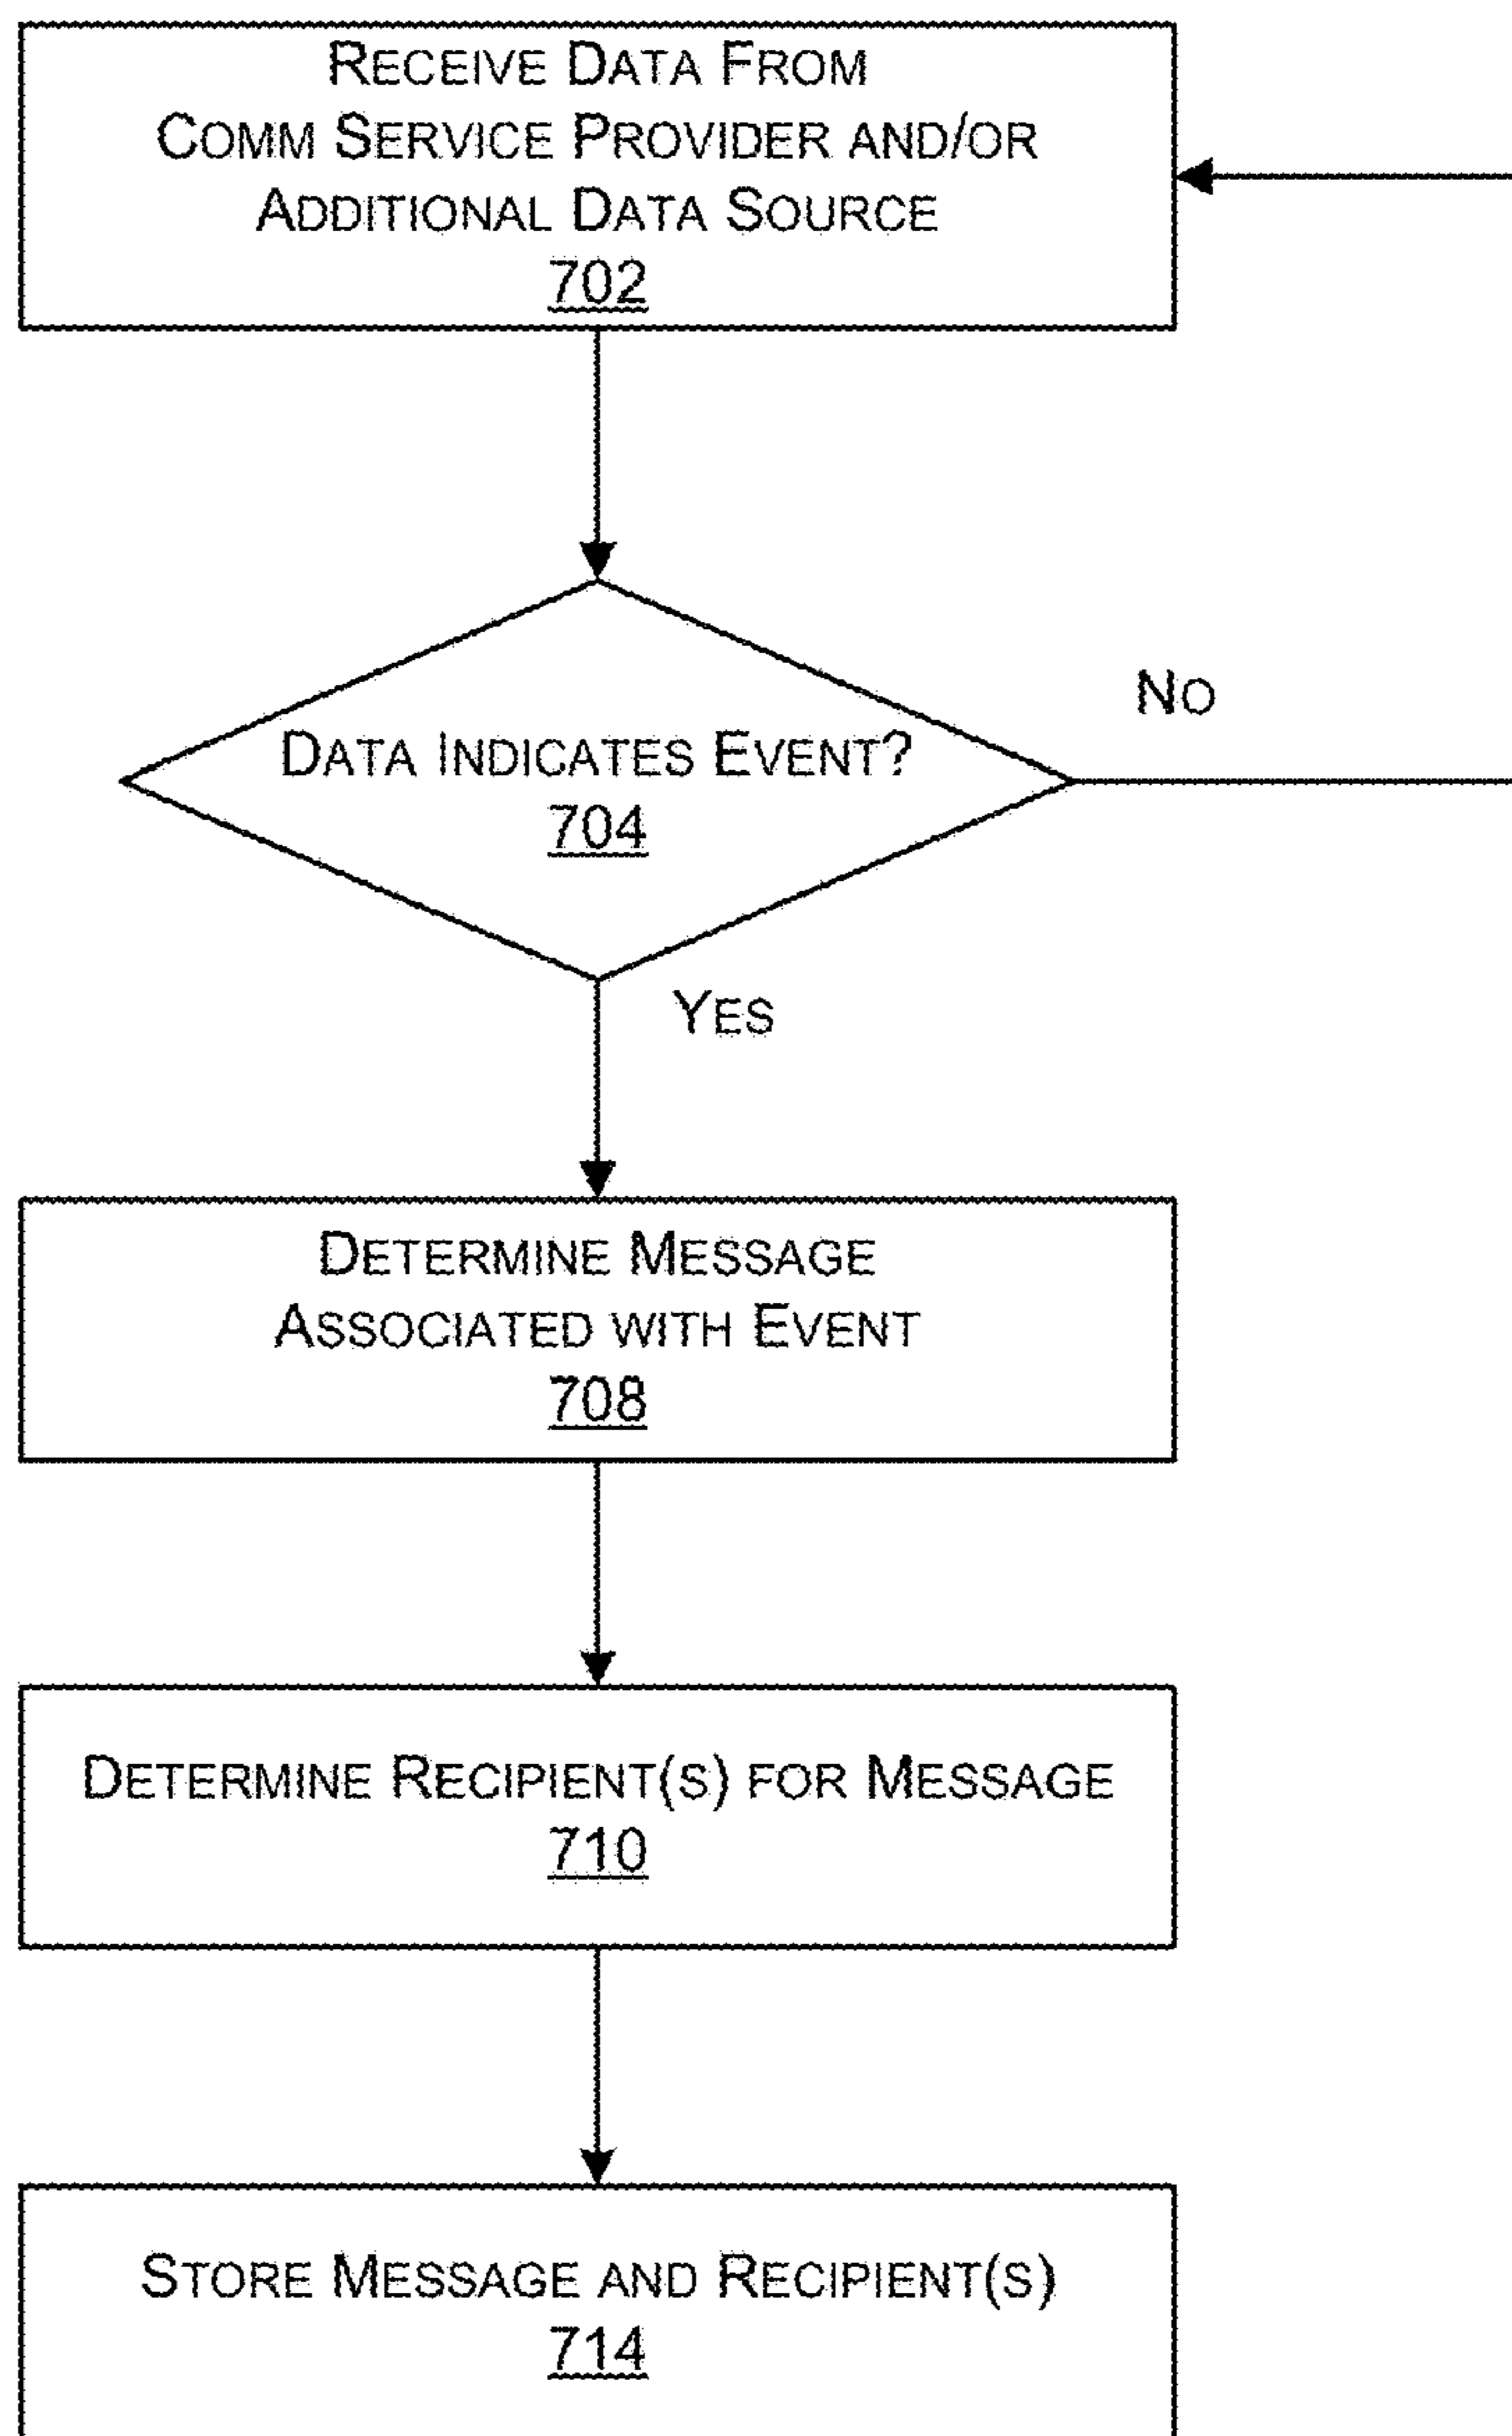 Receive Data From
Comm Service Provider and/or
Additional Data Source
702
No
Data Indicates Event?
704
Yes
Determine Message
Associated with Event
708
Determine Recipient(s) for Message
710
Store Message and Recipient(s)
714